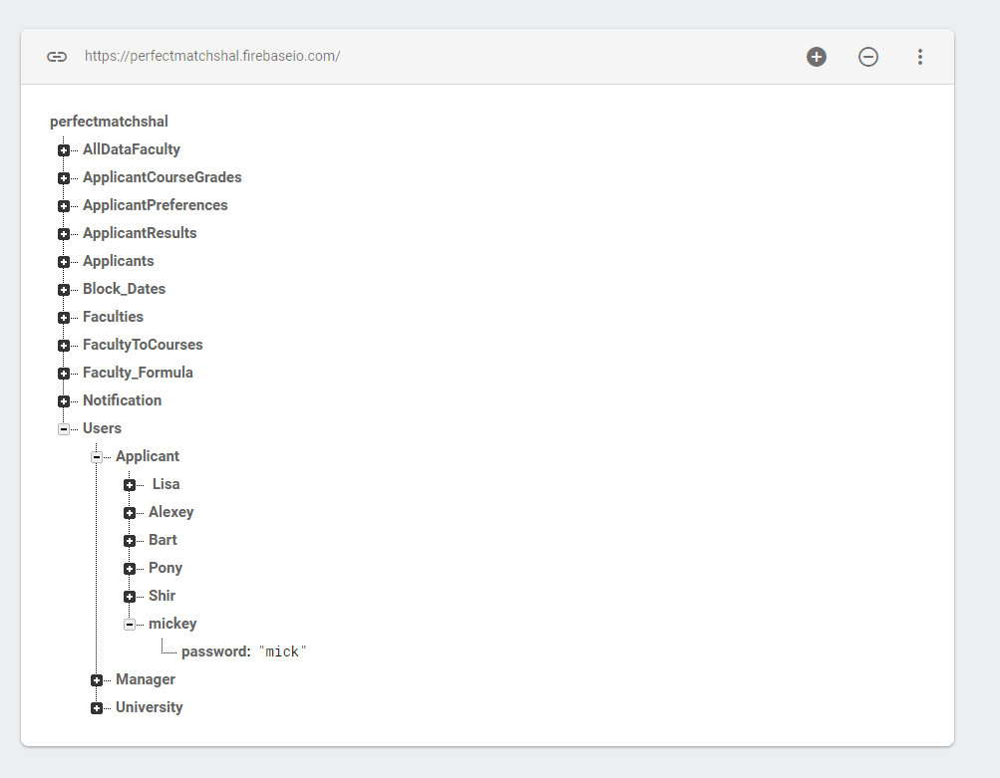 https://perfectmatchshal.firebaseio.com/
perfectmatchshal
AllDataFaculty
ApplicantCourseGrades
ApplicantPreferences
ApplicantResults
Applicants
Block_Dates
Faculties
FacultyToCourses
Faculty_Formula
Notification
Users
Applicant
Lisa
Alexey
Bart
Pony
Shir
mickey
password: "mick"
Manager
University